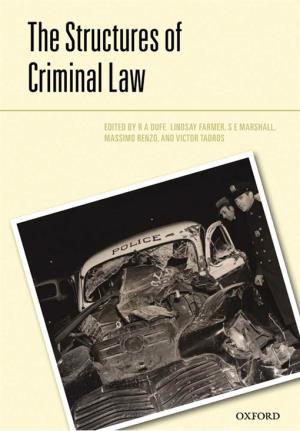 The Structures of
Criminal Law
EDITED BY R A DUFF, LINDSAY FARMER, S E MARSHALL,
MASSIMO RENZO, AND VICTOR TADROS
POLICE
OXFORD